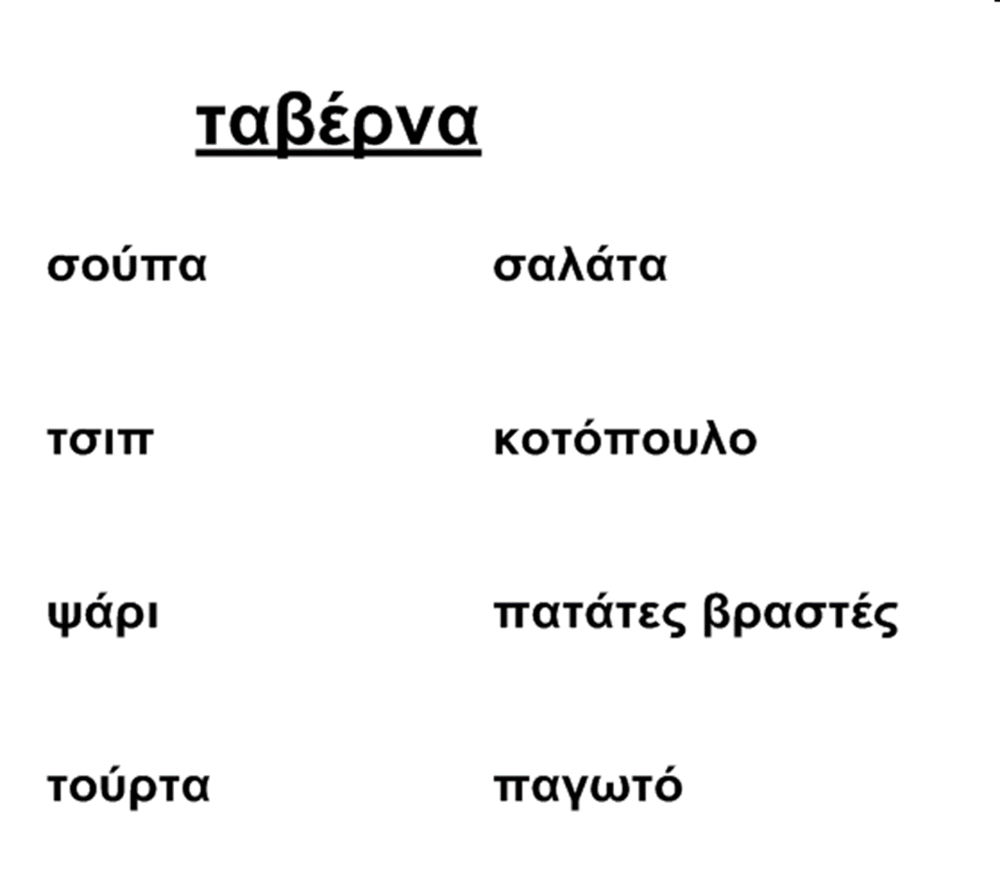 ταβέρνα
σούπα σαλάτα
τσιπ κοτόπουλο
ψάρι πατάτες βραστές
τούρτα παγωτό